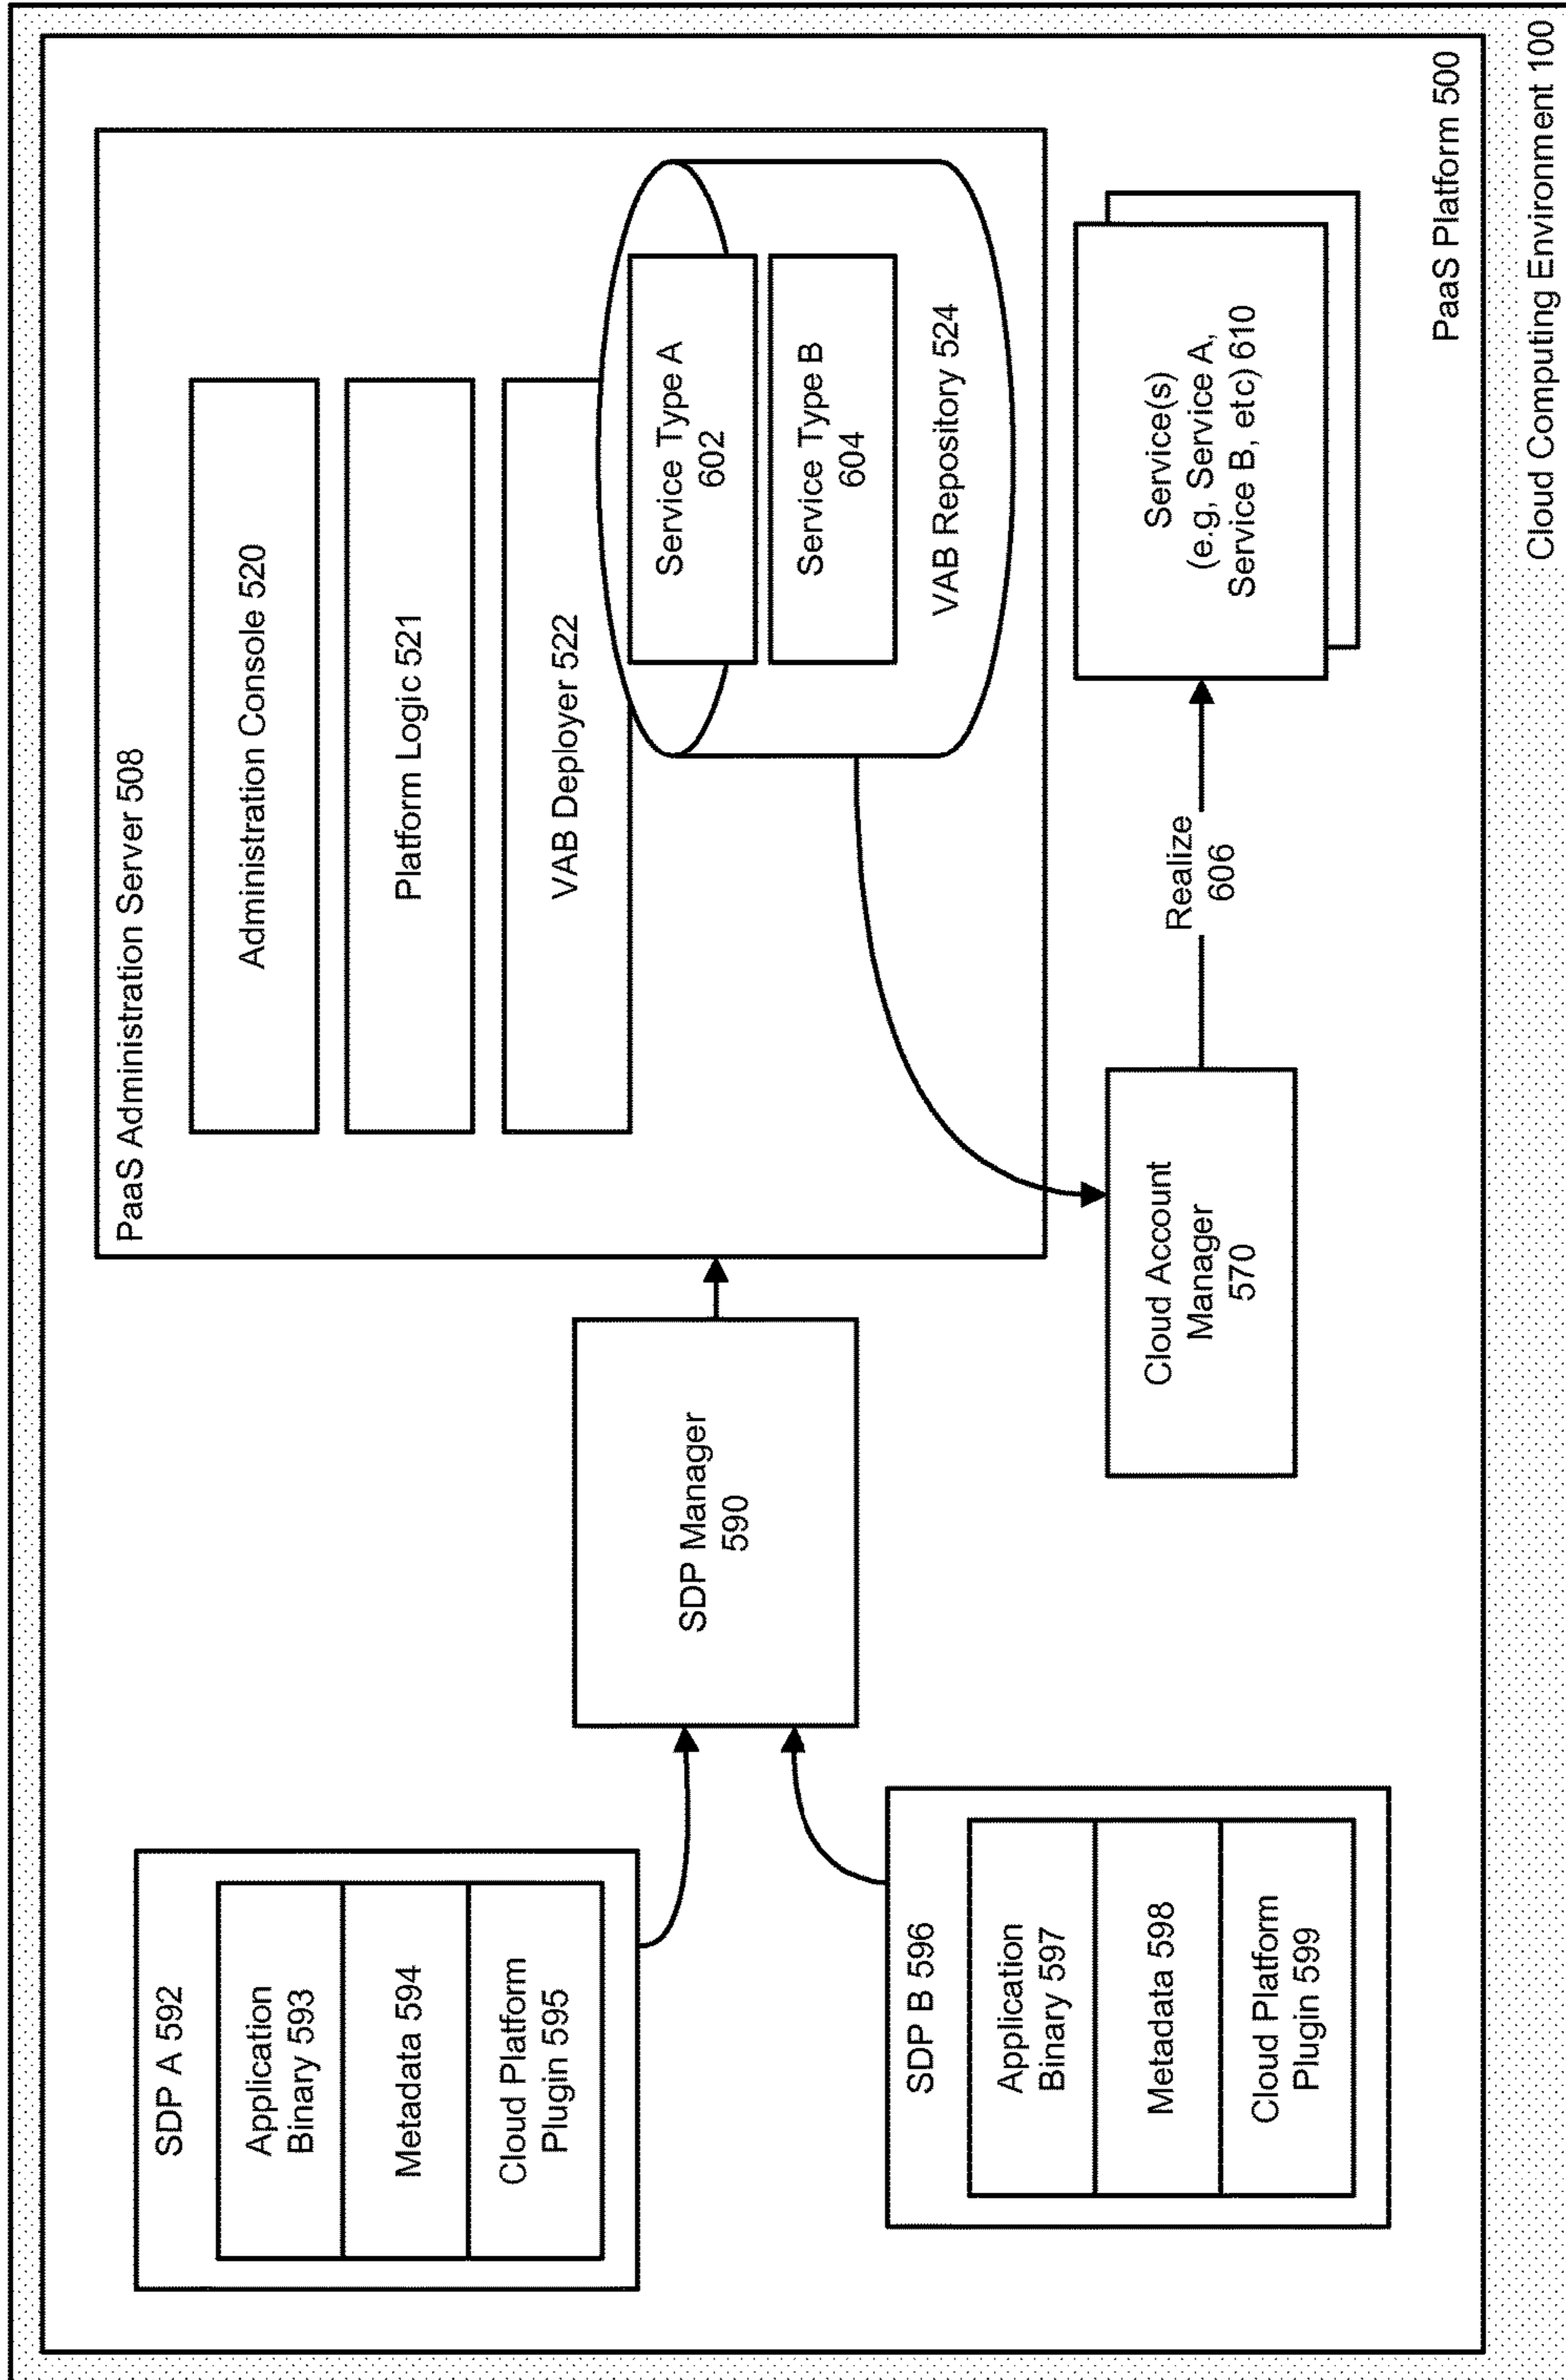 SDP A 592
Application
Binary 593
Metadata 594
Cloud Platform
Plugin 595
SDP B 596
Application
Binary 597
Metadata 598
Cloud Platform
Plugin 599
SDP Manager
590
PaaS Administration Server 508
Administration Console 520
Platform Logic 521
VAB Deployer 522
Service Type A
602
Service Type B
604
VAB Repository 524
Cloud Account
Manager
570
Realize
606
Service(s)
(e.g, Service A,
Service B, etc) 610
PaaS Platform 500
Cloud Computing Environment 100